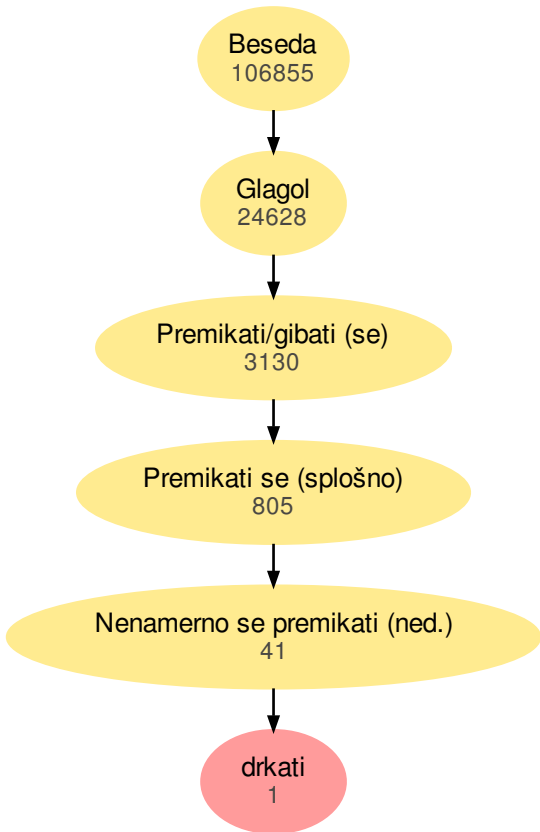 Beseda
106855
Glagol
24628
Premikati/gibati (se)
3130
Premikati se (splošno)
805
Nenamerno se premikati (ned.)
41
drkati
1